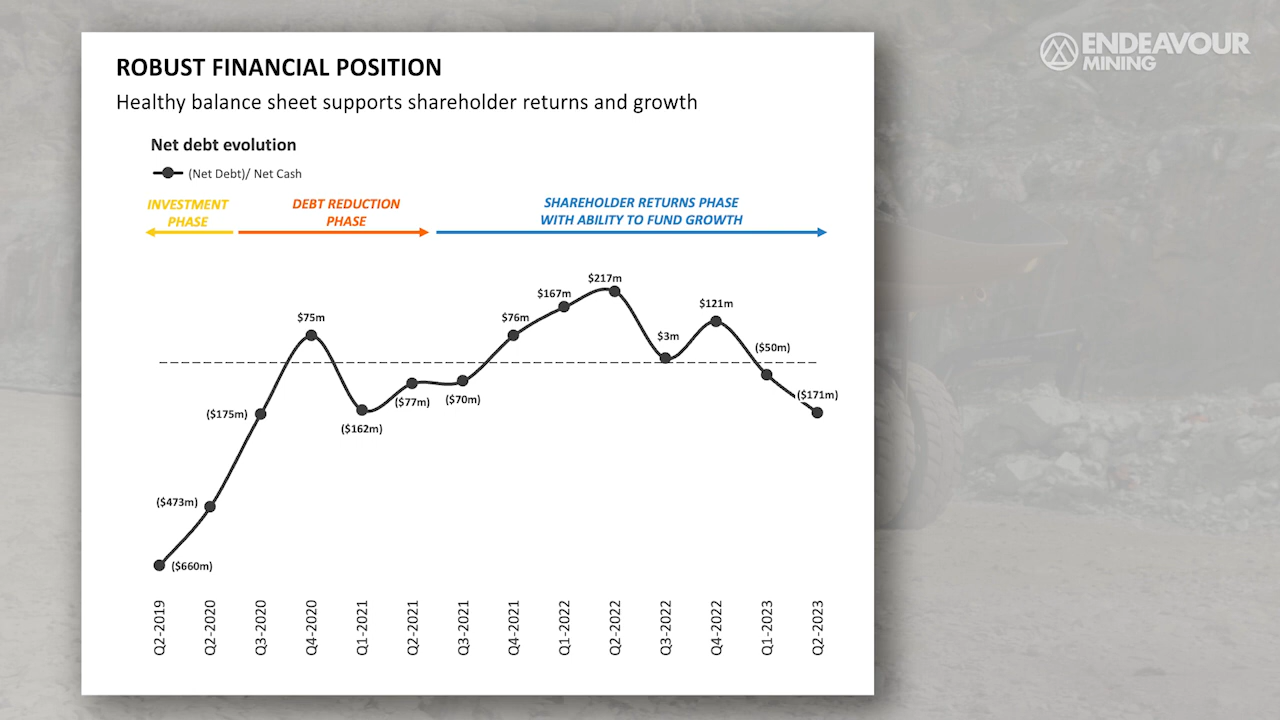 ENDEAVOUR
MINING
ROBUST FINANCIAL POSITION
Healthy balance sheet supports shareholder returns and growth
Net debt evolution
(Net Debt)/ Net Cash
INVESTMENT
PHASE
DEBT REDUCTION
PHASE
SHAREHOLDER RETURNS PHASE
WITH ABILITY TO FUND GROWTH
($660m)
($473m)
($175m)
$75m
($162m)
($77m)
($70m)
$76m
$167m
$217m
$3m
$121m
($50m)
($171m)
Q2-2019
Q2-2020
Q3-2020
Q4-2020
Q1-2021
Q2-2021
Q3-2021
Q4-2021
Q1-2022
Q2-2022
Q3-2022
Q4-2022
Q1-2023
Q2-2023